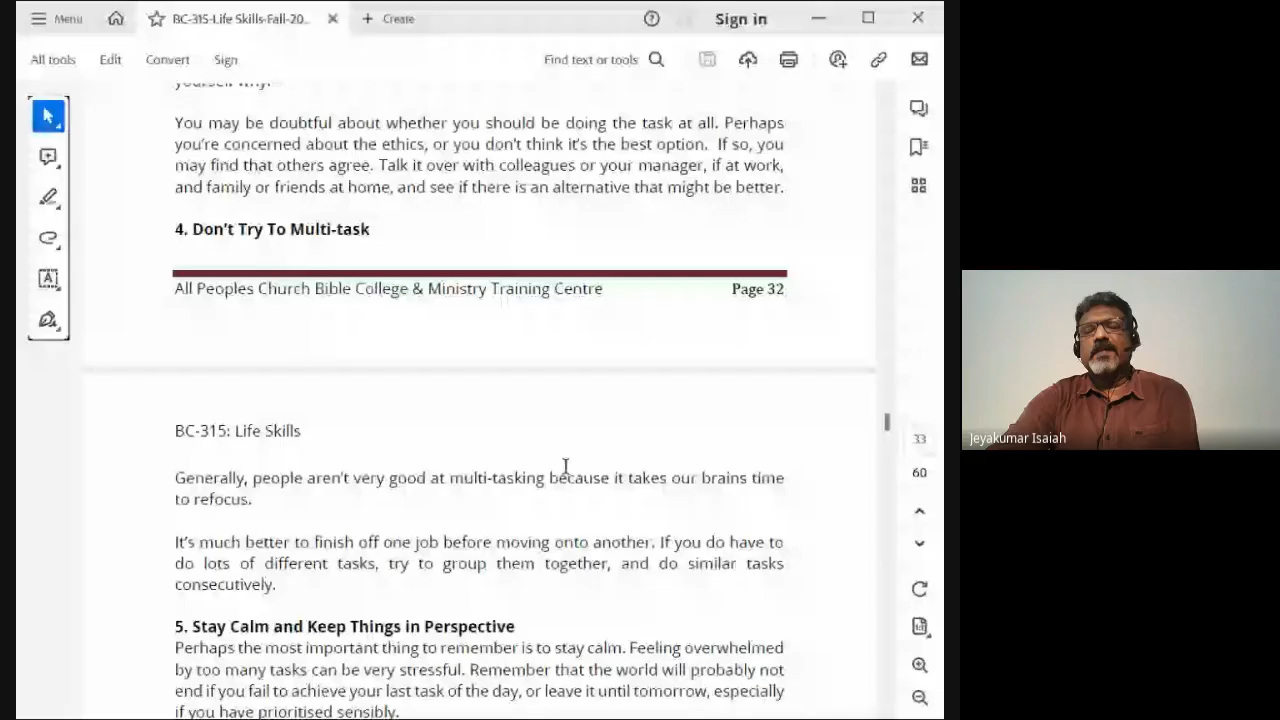 Menu
BC-315-Life Skills-Fall-20...
Create
Sign in
All tools
Edit
Convert
Sign
Find text or tools
yourself why?
You may be doubtful about whether you should be doing the task at all. Perhaps
you're concerned about the ethics, or you don't think it's the best option. If so, you
may find that others agree. Talk it over with colleagues or your manager, if at work,
and family or friends at home, and see if there is an alternative that might be better.
4. Don't Try To Multi-task
All Peoples Church Bible College & Ministry Training Centre Page 32
BC-315: Life Skills
Generally, people aren't very good at multi-tasking because it takes our brains time
to refocus.
It's much better to finish off one job before moving onto another. If you do have to
do lots of different tasks, try to group them together, and do similar tasks
consecutively.
5. Stay Calm and Keep Things in Perspective
Perhaps the most important thing to remember is to stay calm. Feeling overwhelmed
by too many tasks can be very stressful. Remember that the world will probably not
end if you fail to achieve your last task of the day, or leave it until tomorrow, especially
if you have prioritised sensibly.
33
60
Jeyakumar Isaiah